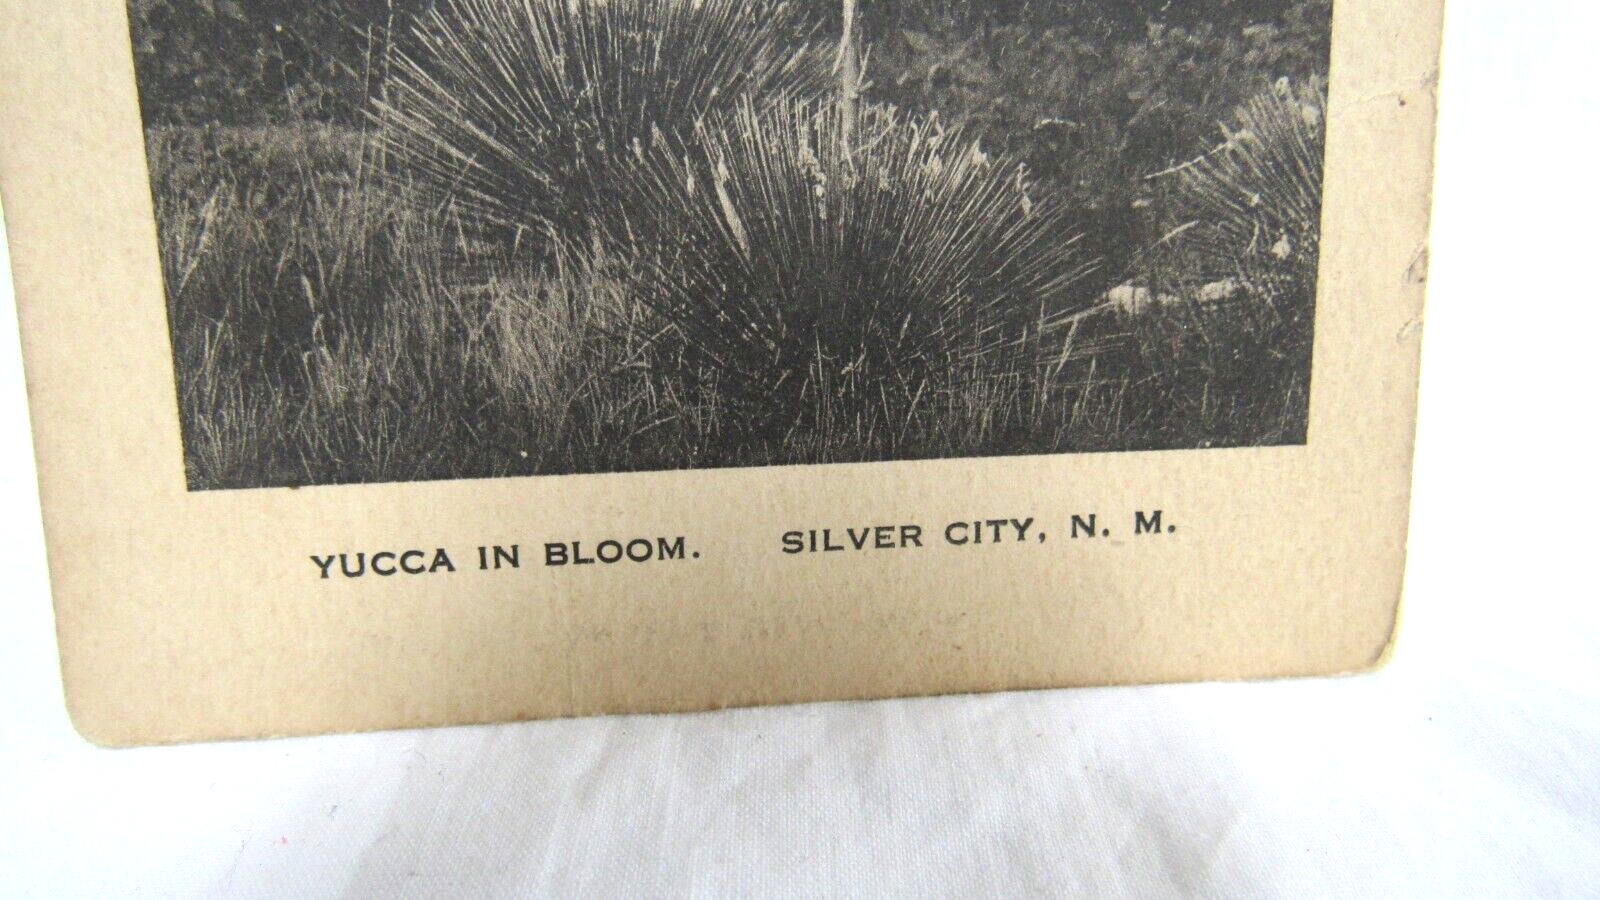 YUCCA IN BLOOM. SILVER CITY, N. M.